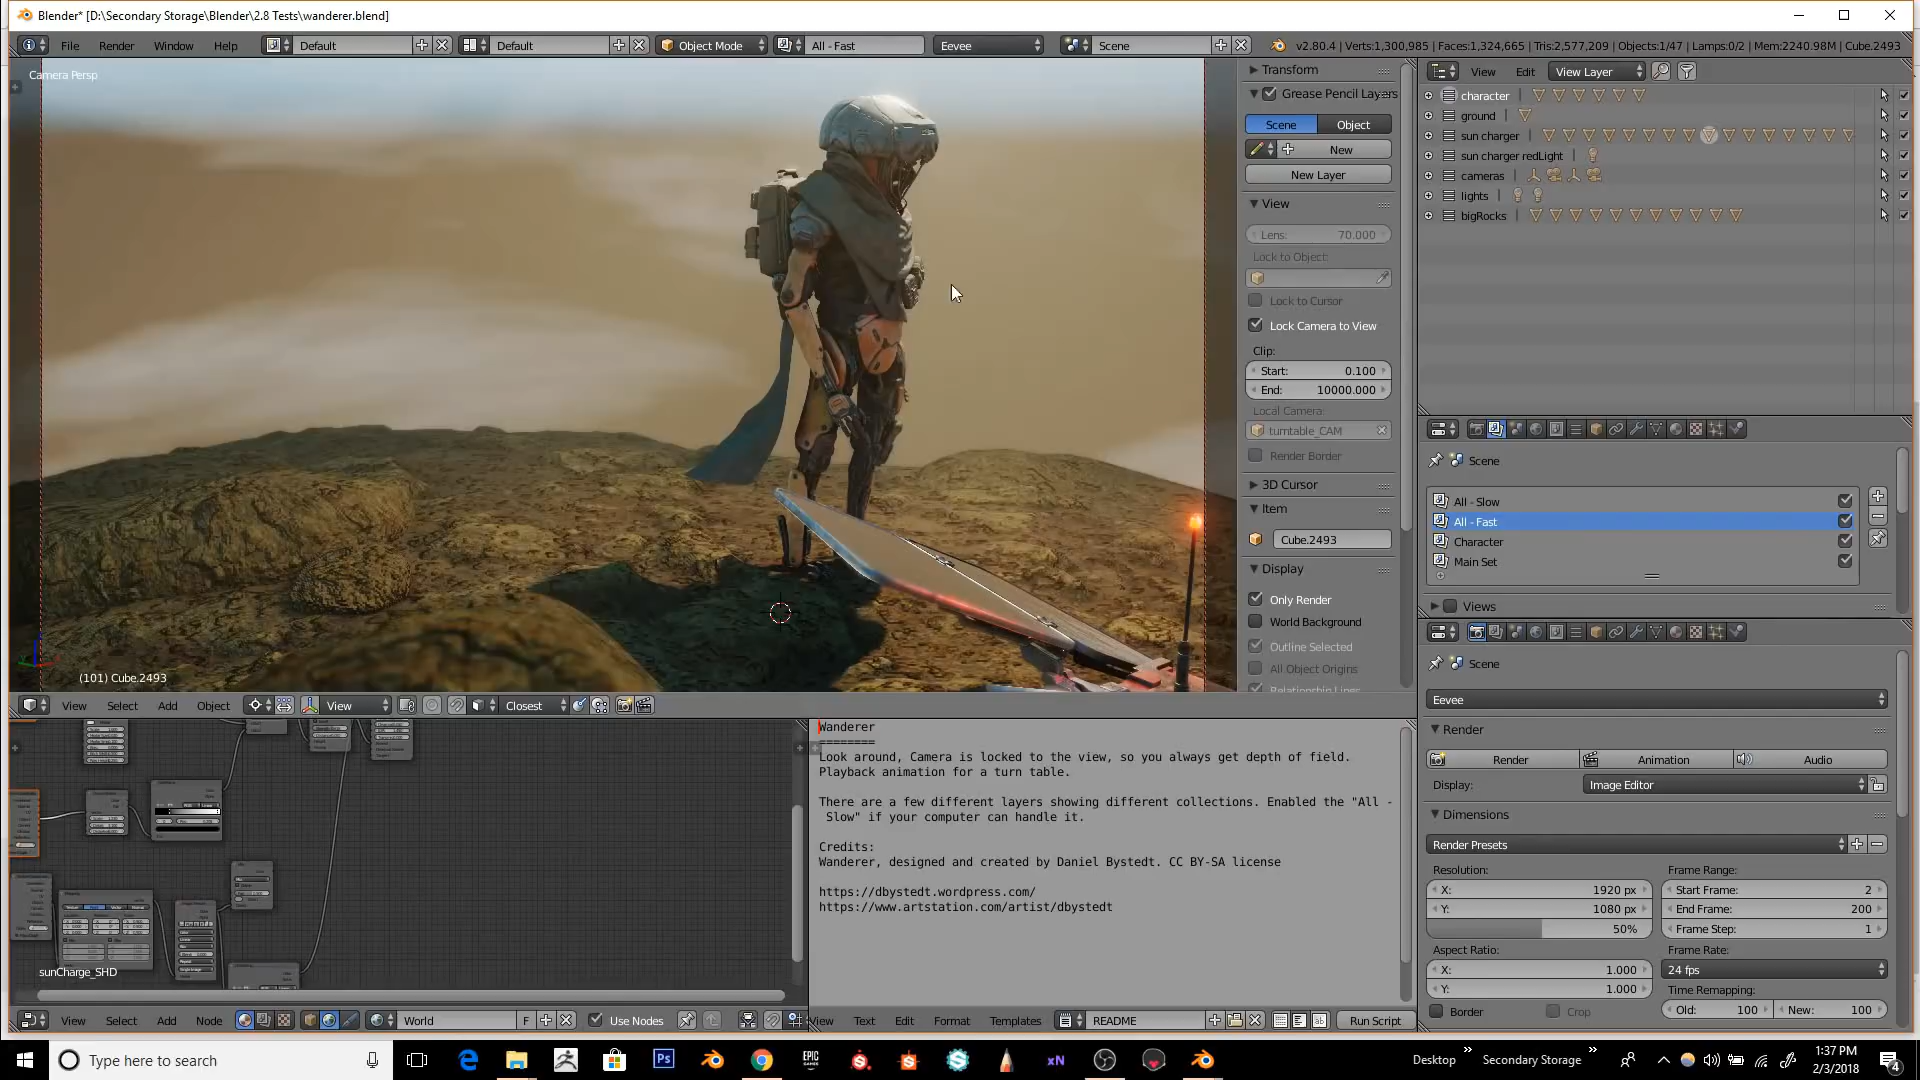 Blender* [D:\Secondary Storage\Blender\2.8 Tests\wanderer.blend]
File Render Window Help Default Default Object Mode All - Fast Eevee Scene v2.80.4 | Verts:1,300,985 | Faces:1,324,665 | Tris:2,577,209 | Objects:1/47 | Lamps:0/2 | Mem:2240.98M | Cube.2493
Camera Persp
(101) Cube.2493
Transform
Grease Pencil Layers
Scene Object
New
New Layer
View
Lens: 70.000
Lock to Object:
Lock to Cursor
Lock Camera to View
Clip:
Start: 0.100
End: 10000.000
Local Camera:
turntable_CAM
Render Border
3D Cursor
Item
Cube.2493
Display
Only Render
World Background
Outline Selected
All Object Origins
Relationship Lines
View Edit View Layer
character
ground
sun charger
sun charger redLight
cameras
lights
bigRocks
Scene
All - Slow
All - Fast
Character
Main Set
Views
Scene
Eevee
Render
Render Animation Audio
Display: Image Editor
Dimensions
Render Presets
Resolution: Frame Range:
X: 1920 px Start Frame: 2
Y: 1080 px End Frame: 200
50% Frame Step: 1
Aspect Ratio: Frame Rate:
X: 1.000 24 fps
Y: 1.000 Time Remapping:
Border Crop Old: 100 New: 100
View Select Add Object View Closest
sunCharge_SHD
View Select Add Node World F Use Nodes
Wanderer
========
Look around, Camera is locked to the view, so you always get depth of field.
Playback animation for a turn table.
There are a few different layers showing different collections. Enabled the "All -
Slow" if your computer can handle it.
Credits:
Wanderer, designed and created by Daniel Bystedt. CC BY-SA license
https://dbystedt.wordpress.com/
https://www.artstation.com/artist/dbystedt
View Text Edit Format Templates README Run Script
Type here to search
Ps
EPIC
GAMES
xN
Desktop
Secondary Storage
1:37 PM
2/3/2018
4